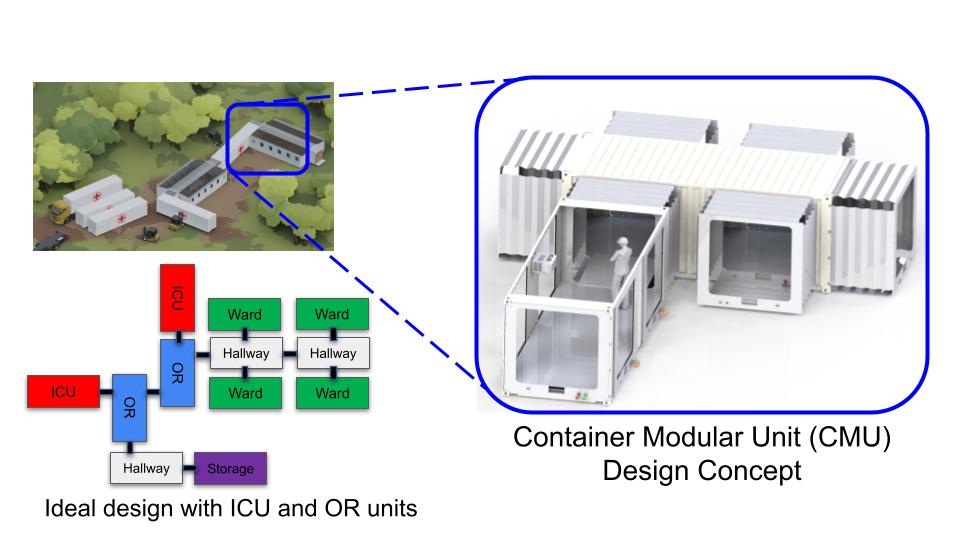 ICU
Ward
Ward
OR
Hallway
Hallway
ICU
OR
Ward
Ward
Hallway
Storage
Ideal design with ICU and OR units
Container Modular Unit (CMU)
Design Concept